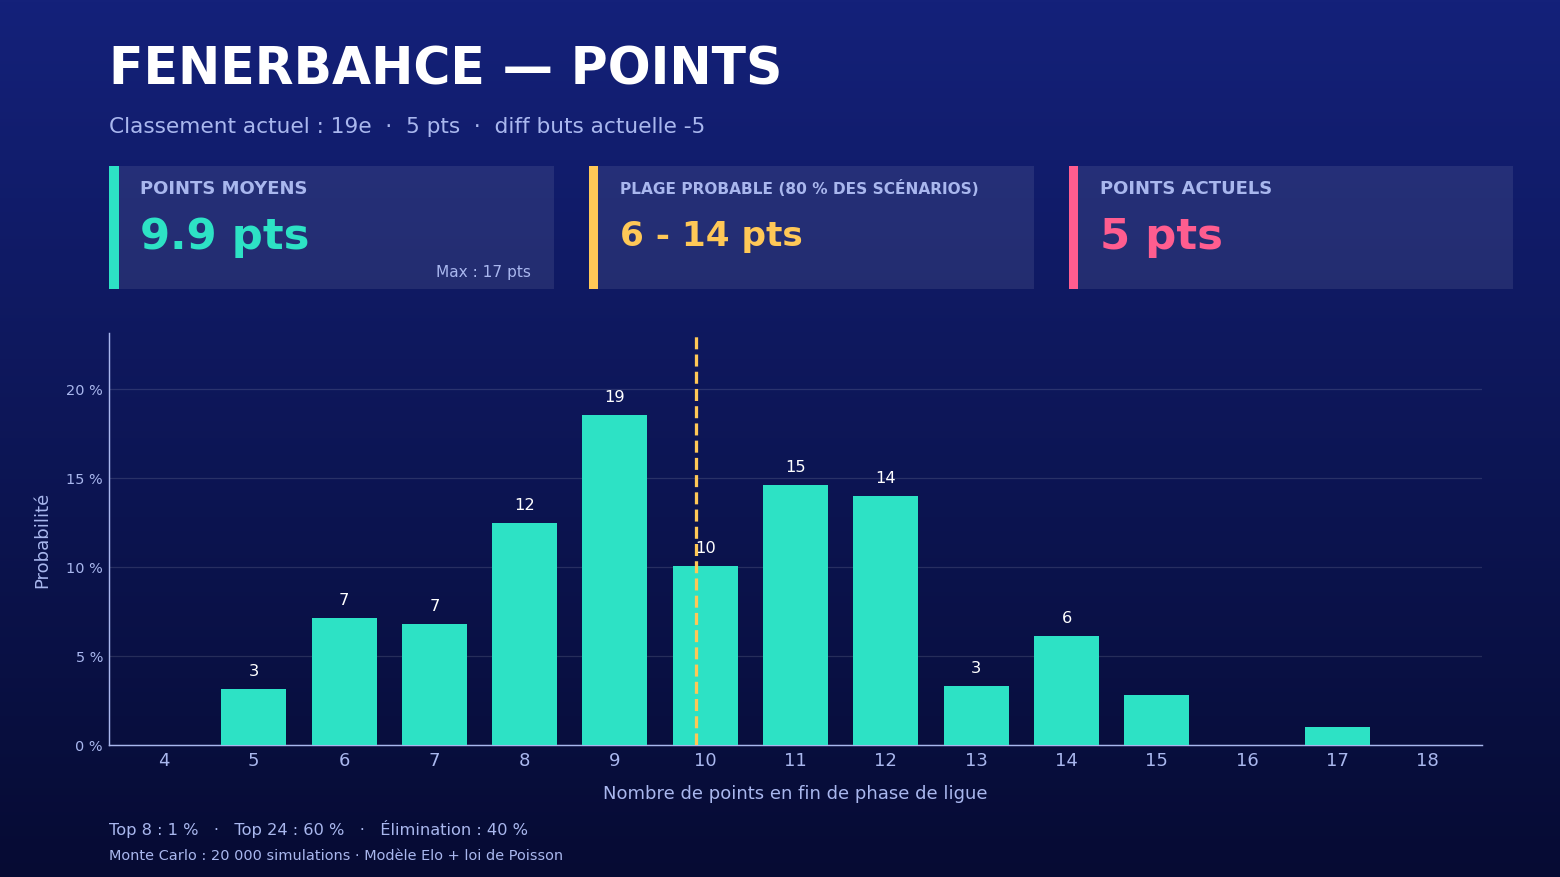 FENERBAHCE — POINTS
Classement actuel : 19e · 5 pts · diff buts actuelle -5
POINTS MOYENS
9.9 pts
Max : 17 pts
PLAGE PROBABLE (80 % DES SCÉNARIOS)
6 - 14 pts
POINTS ACTUELS
5 pts
Probabilité
20 %
15 %
10 %
5 %
0 %
3
7
7
12
19
10
15
14
3
6
4 5 6 7 8 9 10 11 12 13 14 15 16 17 18
Nombre de points en fin de phase de ligue
Top 8 : 1 % · Top 24 : 60 % · Élimination : 40 %
Monte Carlo : 20 000 simulations · Modèle Elo + loi de Poisson